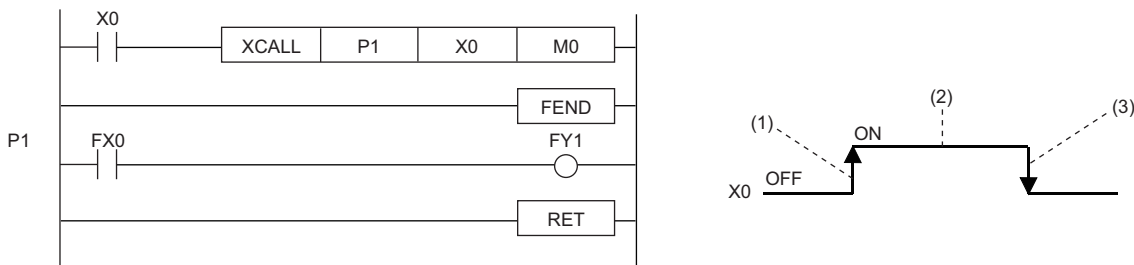 X0
XCALL P1 X0 M0
FEND
P1 FX0 FY1
RET
(1) (2) (3)
ON
X0 OFF